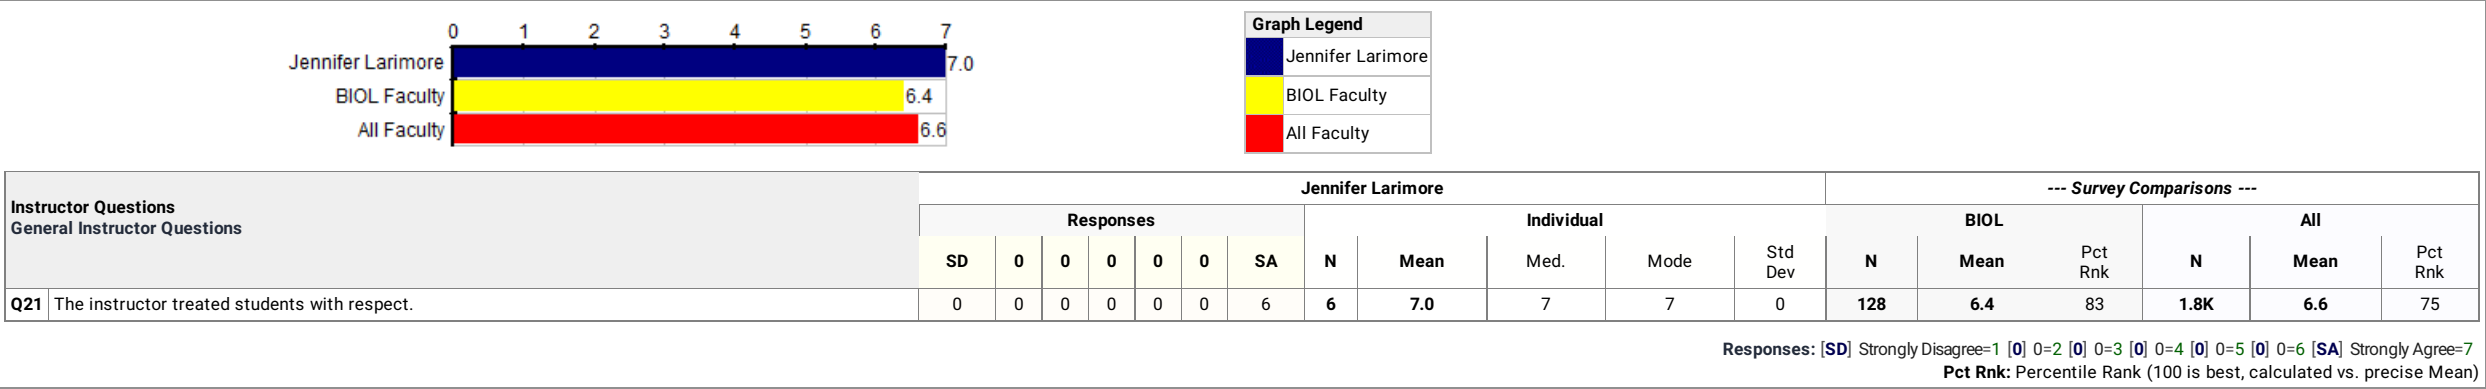 0 1 2 3 4 5 6 7
Jennifer Larimore 7.0
BIOL Faculty 6.4
All Faculty 6.6
Graph Legend
Jennifer Larimore
BIOL Faculty
All Faculty
Instructor Questions
General Instructor Questions
Jennifer Larimore
--- Survey Comparisons ---
Responses Individual BIOL All
SD 0 0 0 0 0 SA N Mean Med. Mode Std Dev N Mean Pct Rnk N Mean Pct Rnk
Q21 The instructor treated students with respect. 0 0 0 0 0 0 6 6 7.0 7 7 0 128 6.4 83 1.8K 6.6 75
Responses: [SD] Strongly Disagree=1 [0] 0=2 [0] 0=3 [0] 0=4 [0] 0=5 [0] 0=6 [SA] Strongly Agree=7
Pct Rnk: Percentile Rank (100 is best, calculated vs. precise Mean)